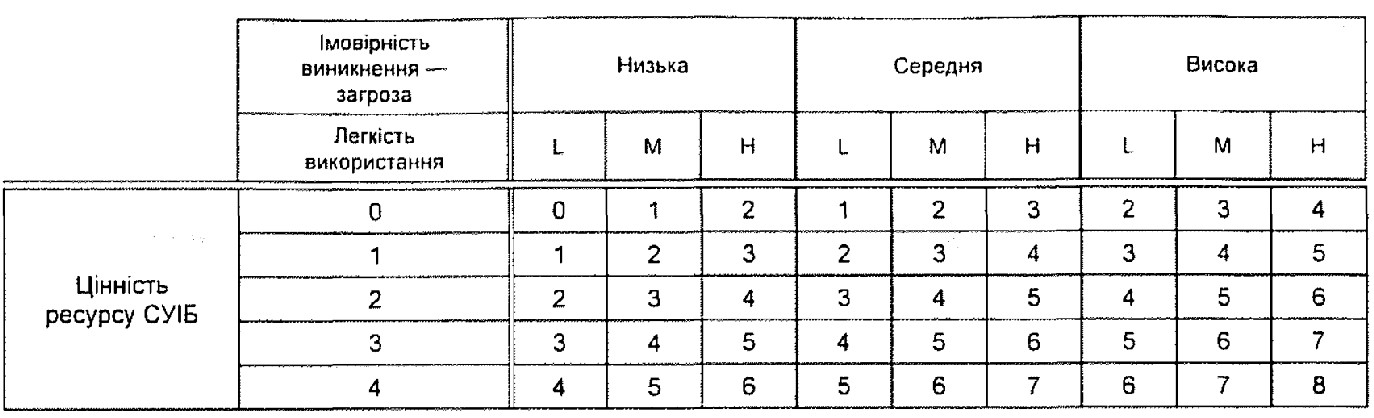 Імовірність
виникнення —
загроза
Низька
Середня
Висока
Легкість
використання
L M H L M H L M H
Цінність
ресурсу СУІБ
0 0 1 2 1 2 3 2 3 4
1 1 2 3 2 3 4 3 4 5
2 2 3 4 3 4 5 4 5 6
3 3 4 5 4 5 6 5 6 7
4 4 5 6 5 6 7 6 7 8